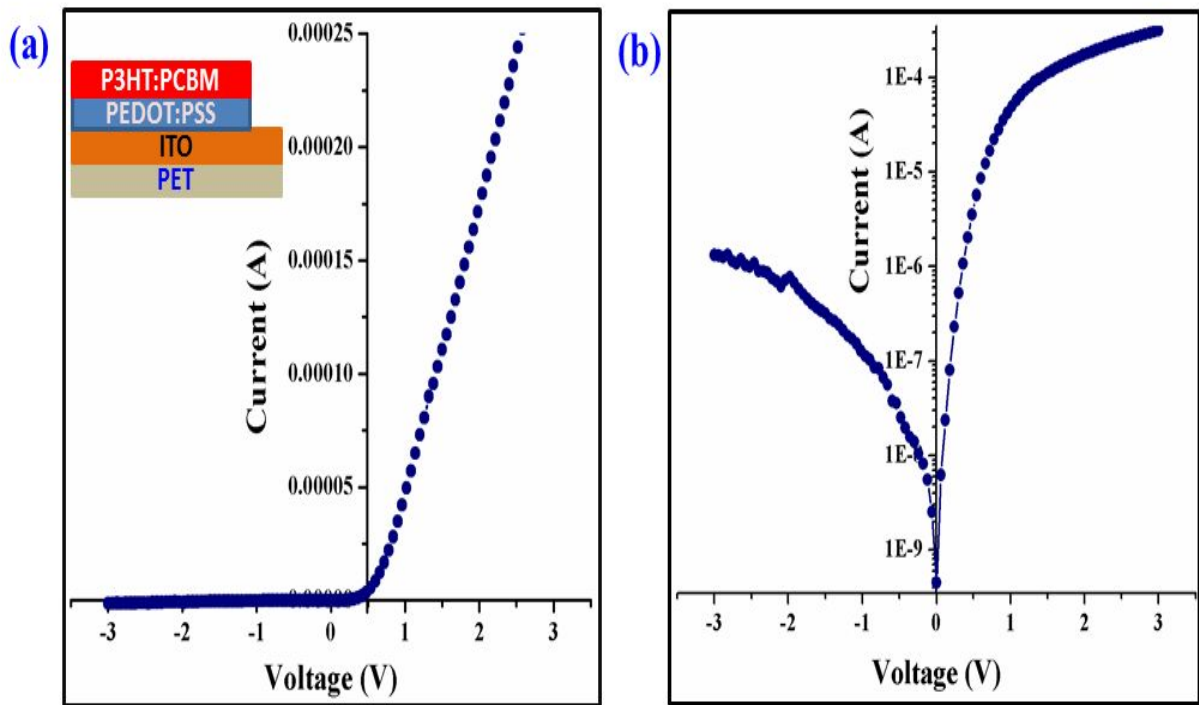 (a)
P3HT:PCBM
PEDOT:PSS
ITO
PET
Current (A)
0.00025
0.00020
0.00015
0.00010
0.00005
-3 -2 -1 0 1 2 3
Voltage (V)
(b)
Current (A)
1E-4
1E-5
1E-6
1E-7
1E-9
-3 -2 -1 0 1 2 3
Voltage (V)